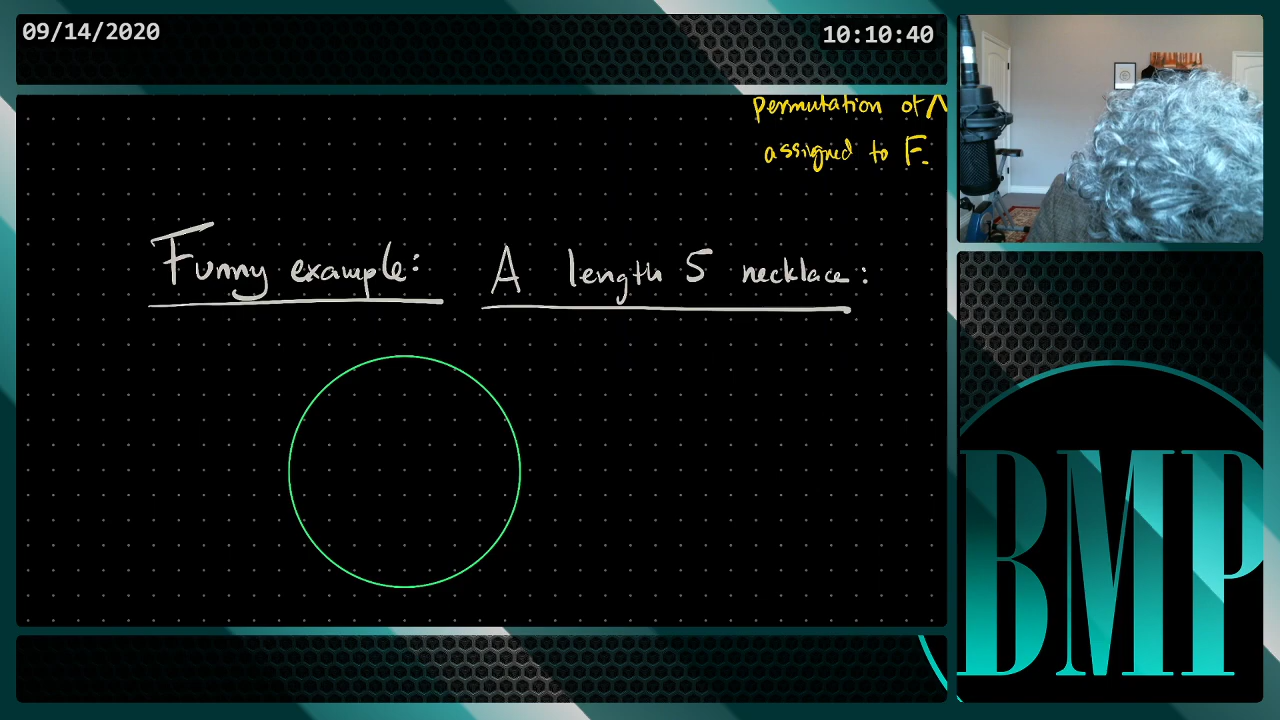 09/14/2020
10:10:40
permutation of Λ
assigned to F.
Funny example: A length 5 necklace:
BMP